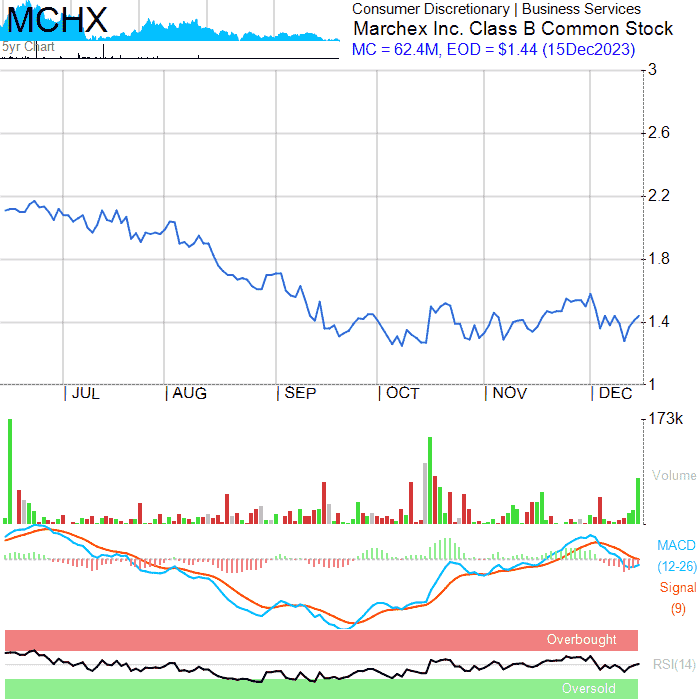 MCHX
5yr Chart
Consumer Discretionary | Business Services
Marchex Inc. Class B Common Stock
MC = 62.4M, EOD = $1.44 (15Dec2023)
3
2.6
2.2
1.8
1.4
1
| JUL | AUG | SEP | OCT | NOV | DEC
173k
Volume
MACD
(12-26)
Signal
(9)
Overbought
RSI(14)
Oversold